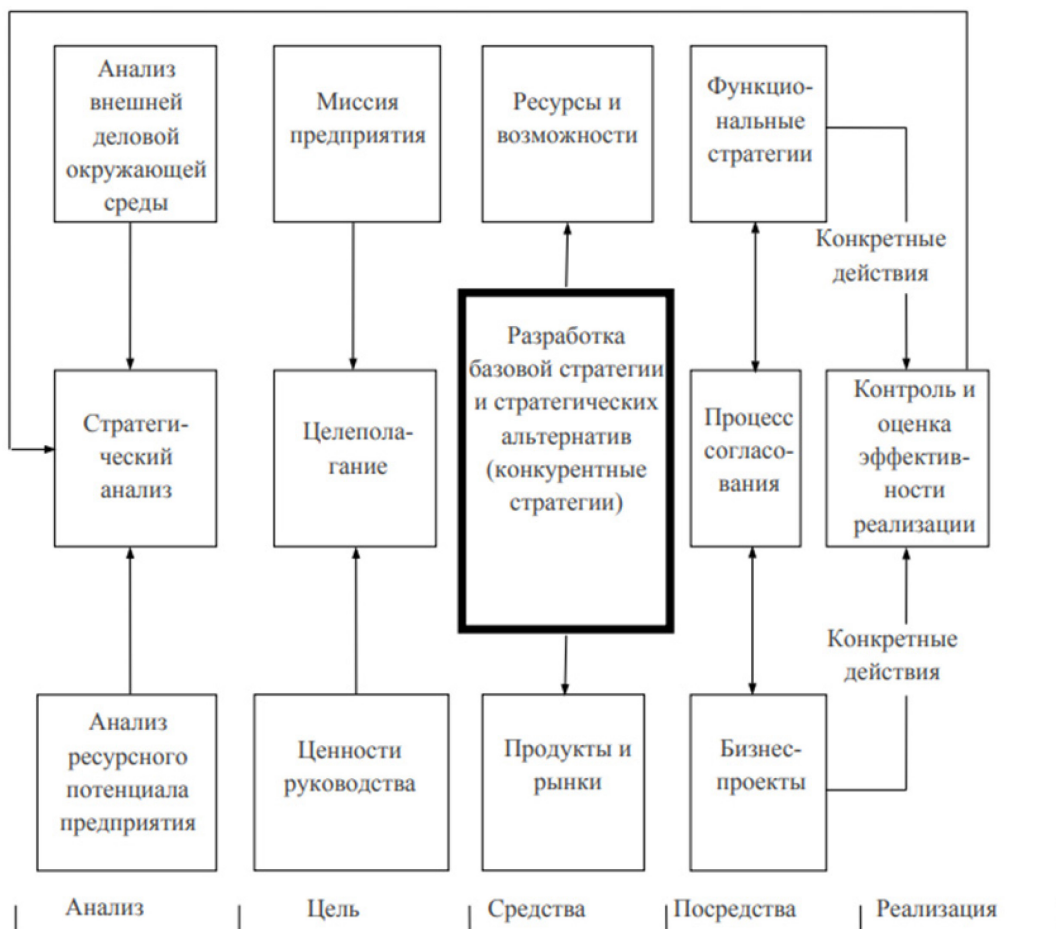 Анализ
внешней
деловой
окружающей
среды
Миссия
предприятия
Ресурсы и
возможности
Функцио-
нальные
стратегии
Конкретные
действия
Стратеги-
ческий
анализ
Целепола-
гание
Разработка
базовой стратегии
и стратегических
альтернатив
(конкурентные
стратегии)
Процесс
согласо-
вания
Контроль и
оценка
эффектив-
ности
реализации
Конкретные
действия
Анализ
ресурсного
потенциала
предприятия
Ценности
руководства
Продукты и
рынки
Бизнес-
проекты
Анализ
Цель
Средства
Посредства
Реализация